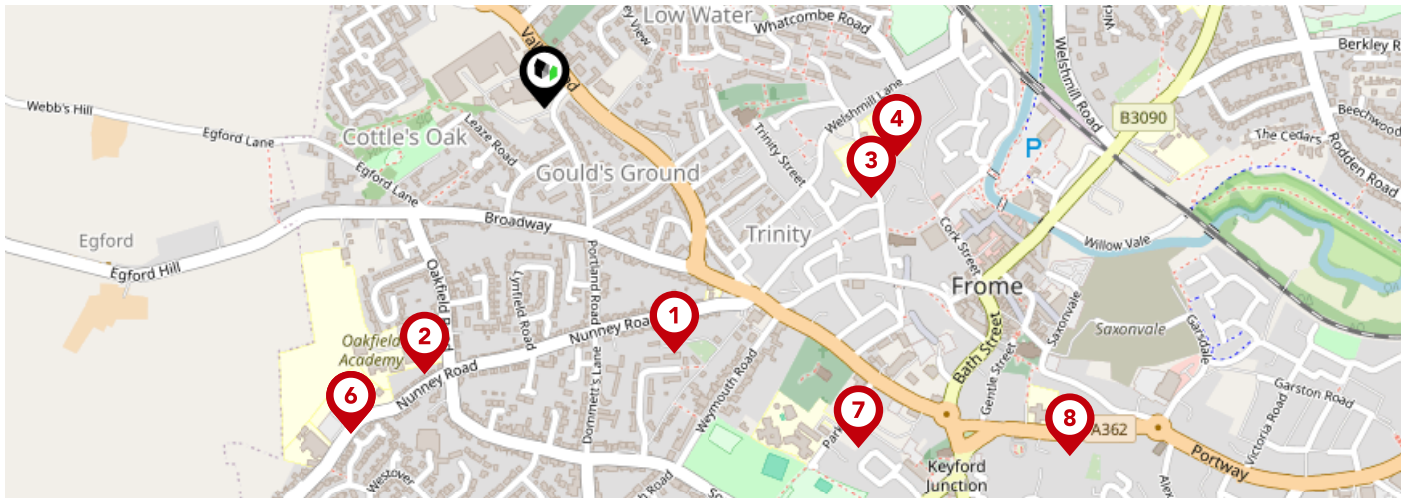 Low Water
Whatcombe Road
Welshmill Road
Berkley R
Webb's Hill
B3090
Beechwood
The Cedars
Rodden Road
Egford Lane
Leaze Road
Cottle's Oak
Welshmill Lane
4
P
Trinity Street
3
Gould's Ground
Egford Lane
Broadway
Trinity
Cork Street
Willow Vale
Egford
Egford Hill
Oakfield R
Lynfield Road
Portland Road
Frome
1
Nunney Roa
Saxonvale
Saxonvale
Garsdale
Oakfield
Academy
2
Bath Street
Gentle Street
Nunney Road
Dommett's Lane
Weymouth Road
Garston Road
Victoria Road
6
7
Park
8
A362
Portway
Keyford
Junction
Westover